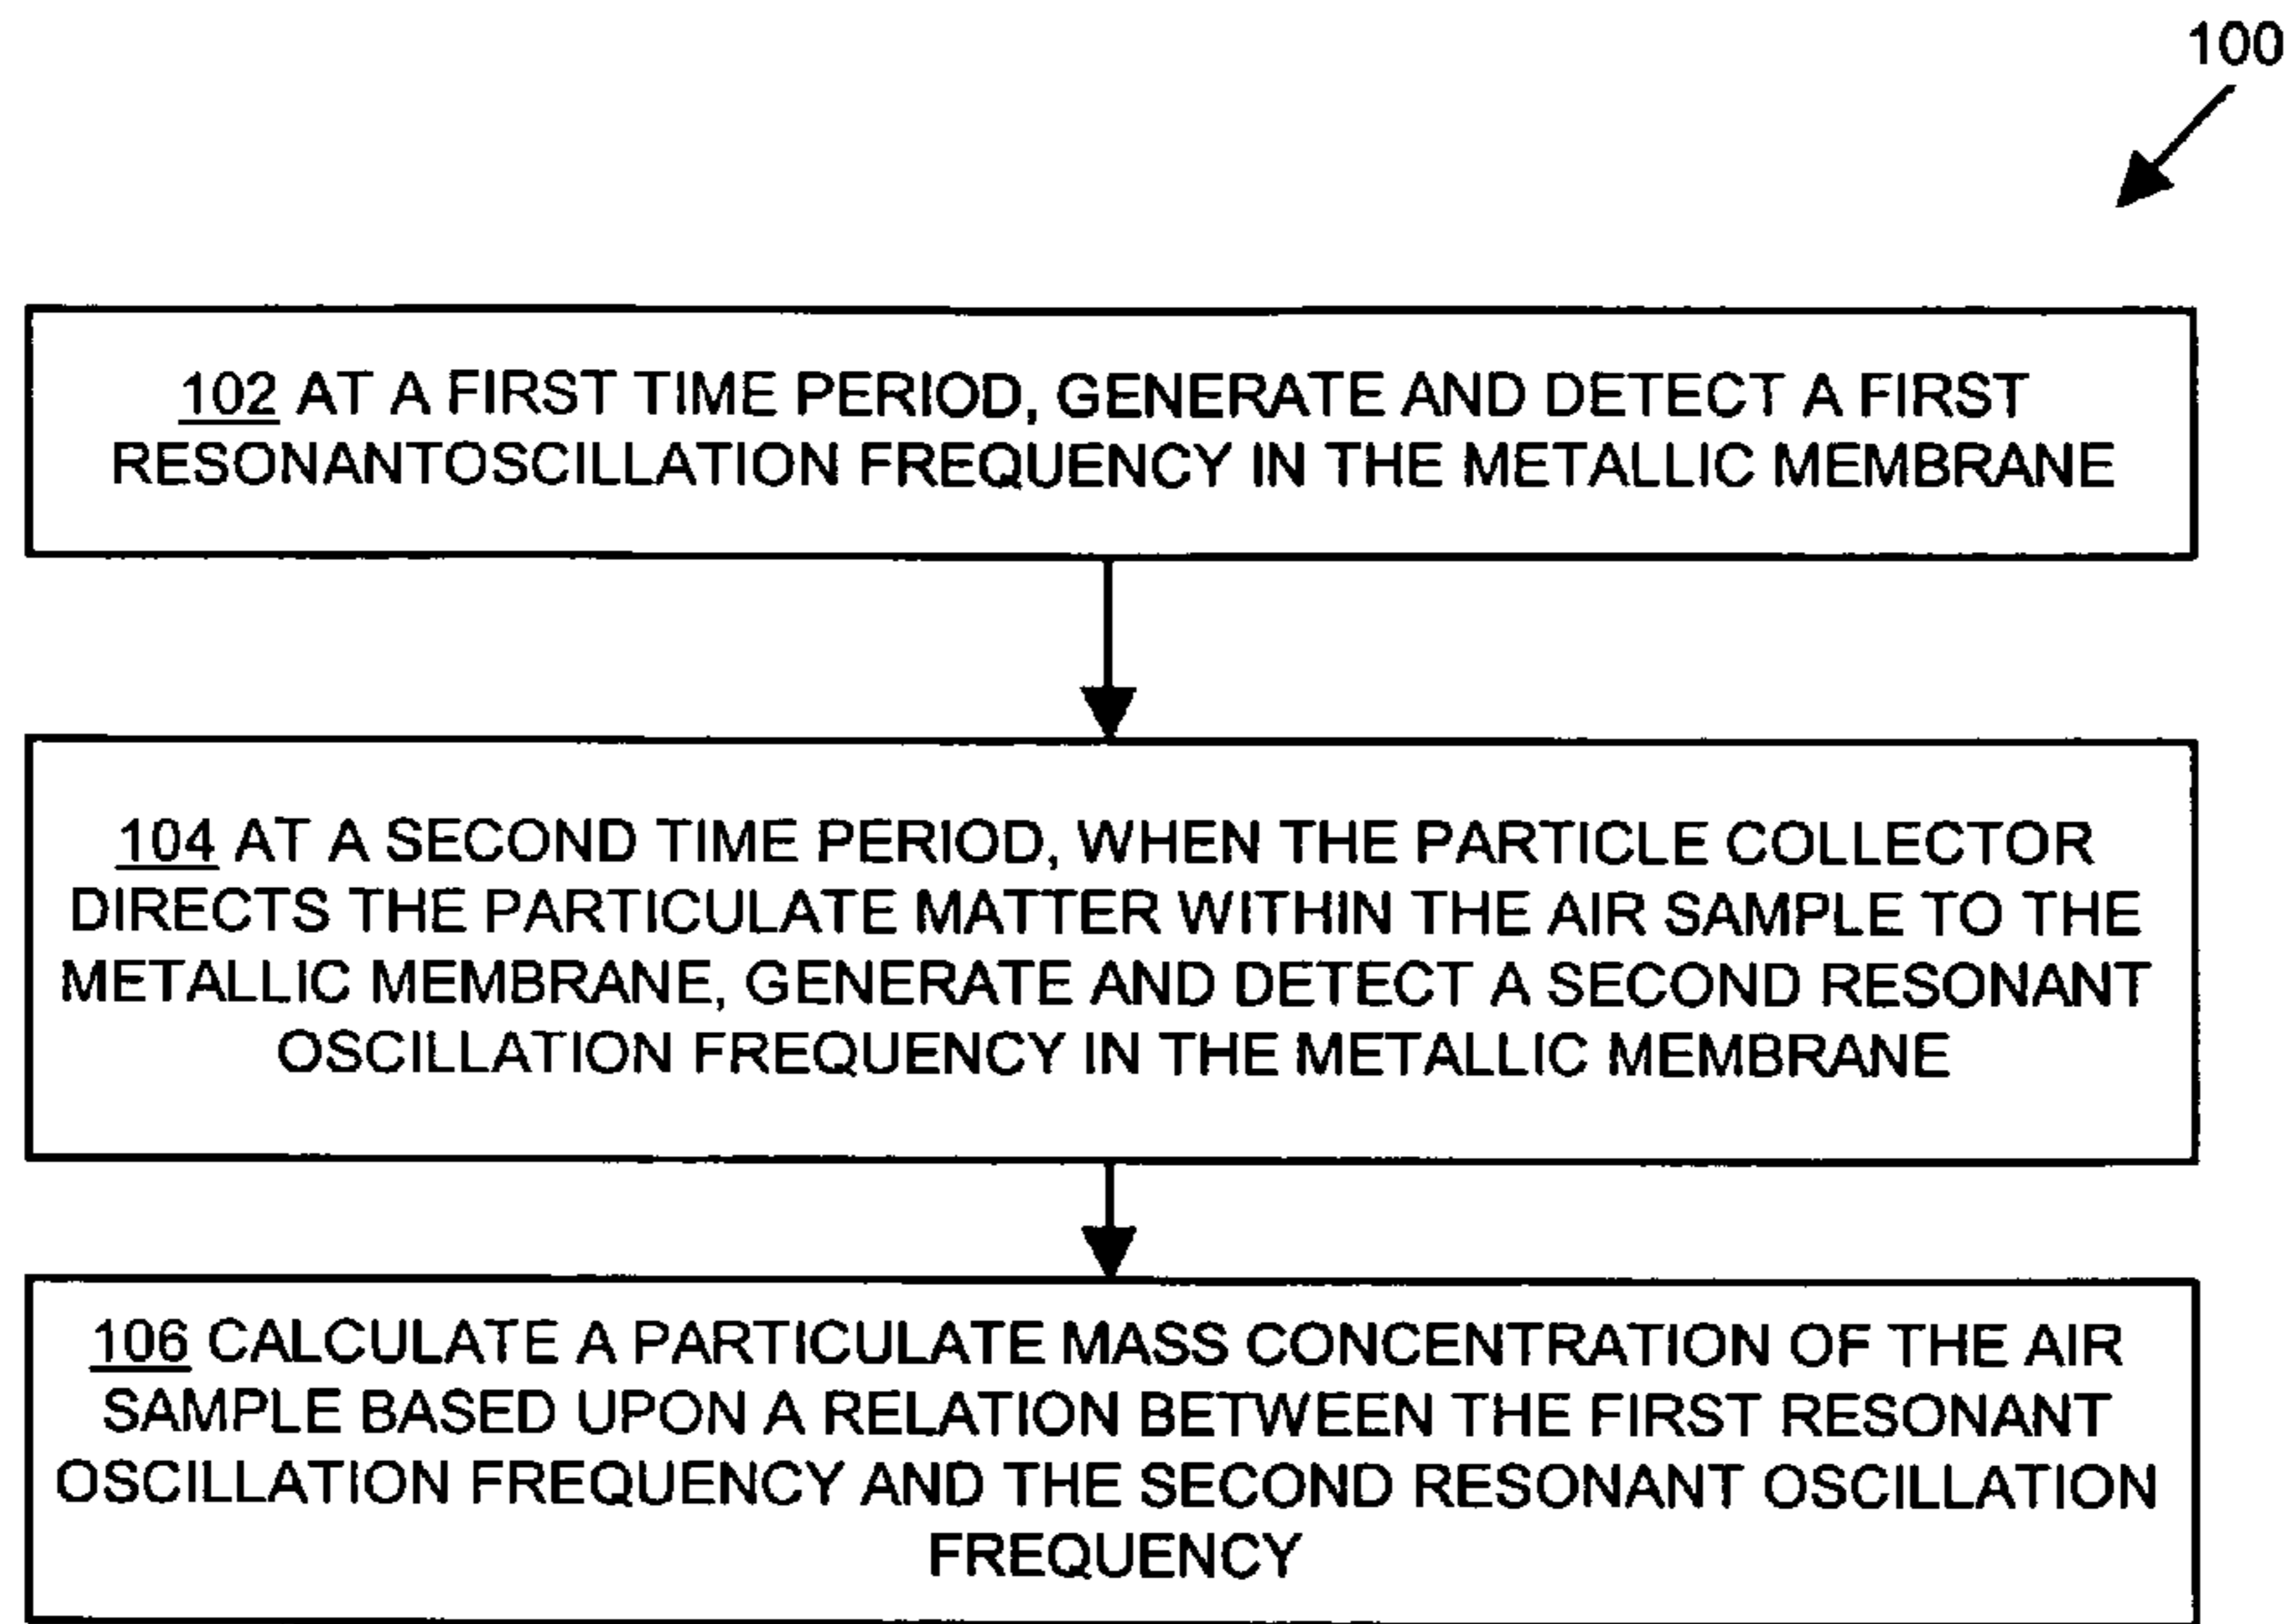 100
102 AT A FIRST TIME PERIOD, GENERATE AND DETECT A FIRST
RESONANTOSCILLATION FREQUENCY IN THE METALLIC MEMBRANE
104 AT A SECOND TIME PERIOD, WHEN THE PARTICLE COLLECTOR
DIRECTS THE PARTICULATE MATTER WITHIN THE AIR SAMPLE TO THE
METALLIC MEMBRANE, GENERATE AND DETECT A SECOND RESONANT
OSCILLATION FREQUENCY IN THE METALLIC MEMBRANE
106 CALCULATE A PARTICULATE MASS CONCENTRATION OF THE AIR
SAMPLE BASED UPON A RELATION BETWEEN THE FIRST RESONANT
OSCILLATION FREQUENCY AND THE SECOND RESONANT OSCILLATION
FREQUENCY